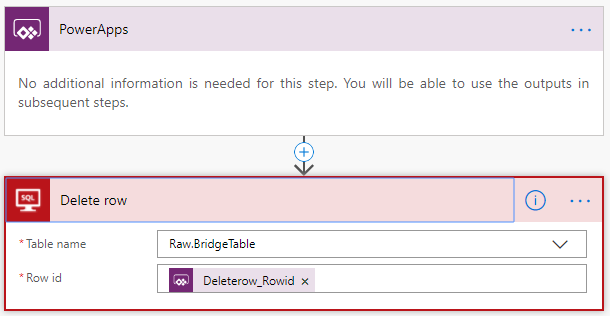 PowerApps
No additional information is needed for this step. You will be able to use the outputs in
subsequent steps.
SQL
Delete row
* Table name
Raw.BridgeTable
* Row id
Deleterow_Rowid ×